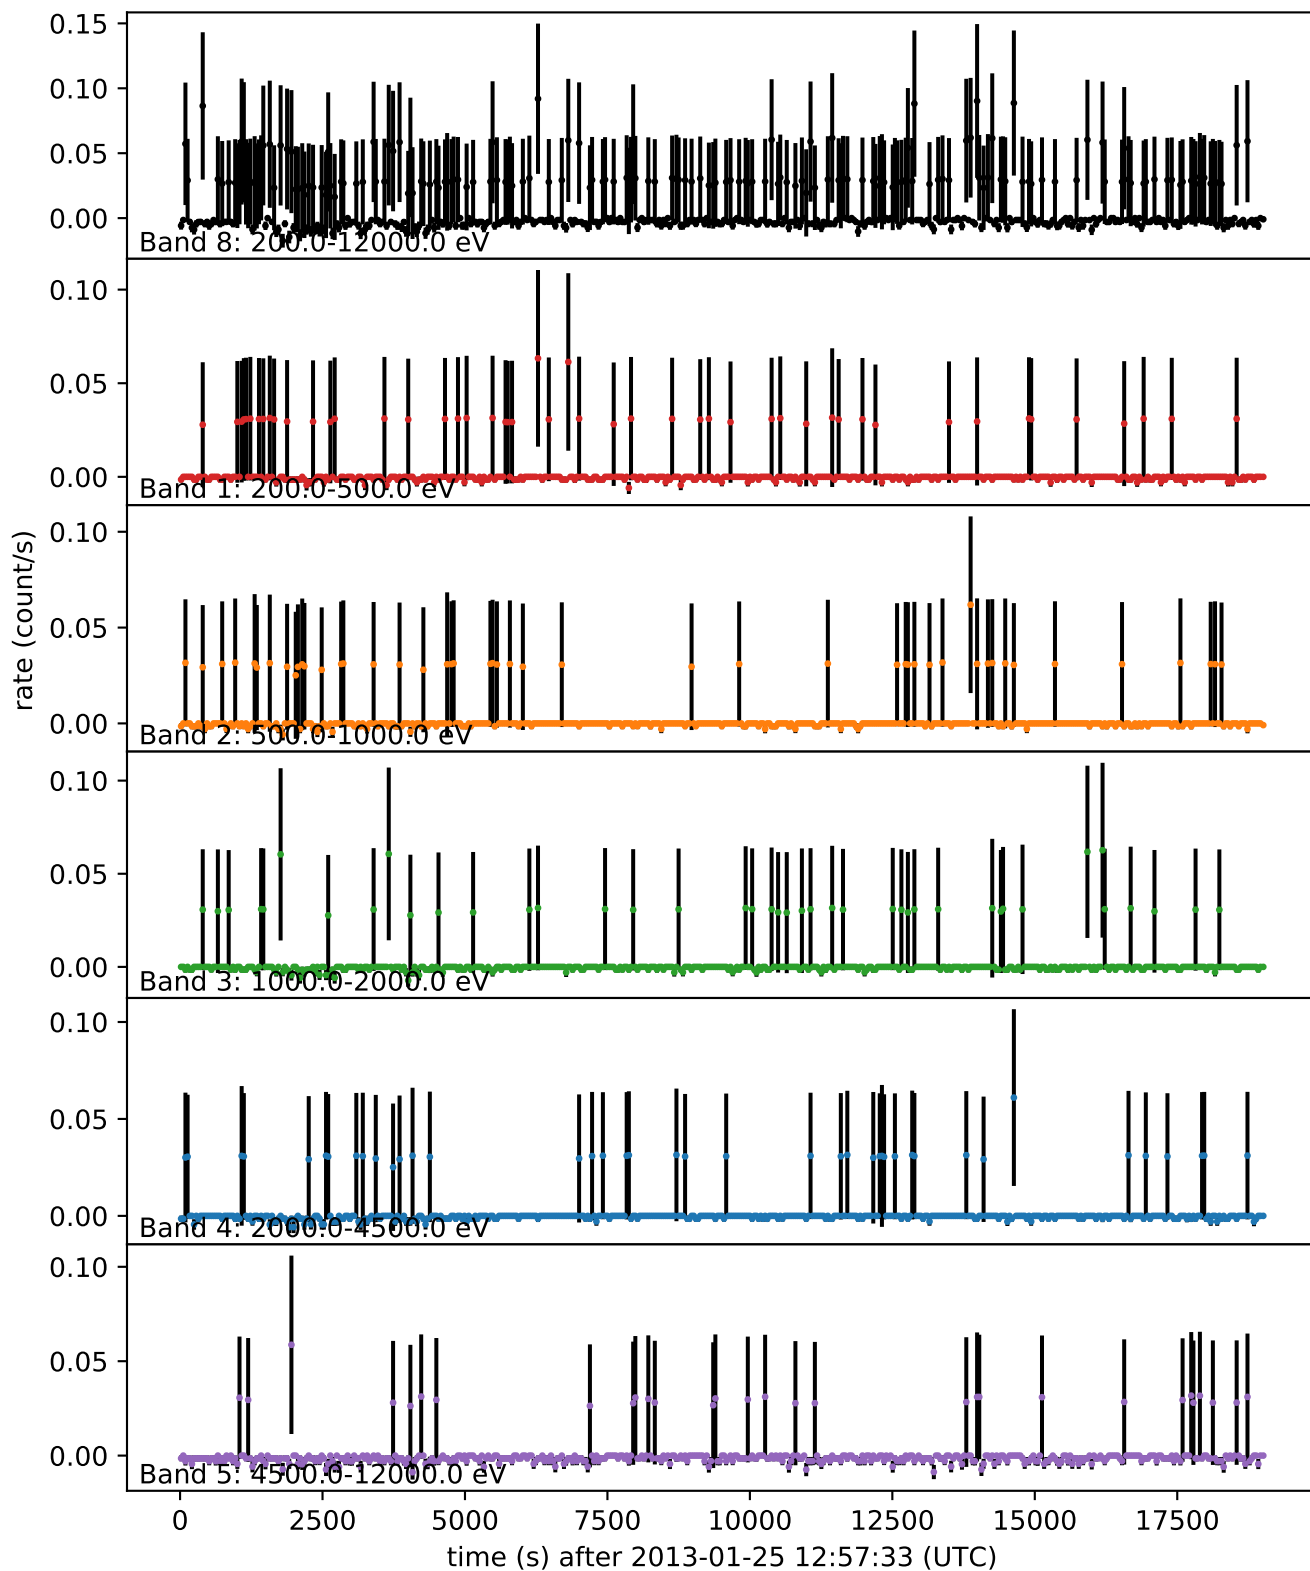 0.15
0.10
0.05
0.00
Band 8: 200.0-12000.0 eV
0.10
0.05
0.00
Band 1: 200.0-500.0 eV
rate (count/s)
0.10
0.05
0.00
Band 2: 500.0-1000.0 eV
0.10
0.05
0.00
Band 3: 1000.0-2000.0 eV
0.10
0.05
0.00
Band 4: 2000.0-4500.0 eV
0.10
0.05
0.00
Band 5: 4500.0-12000.0 eV
0 2500 5000 7500 10000 12500 15000 17500
time (s) after 2013-01-25 12:57:33 (UTC)